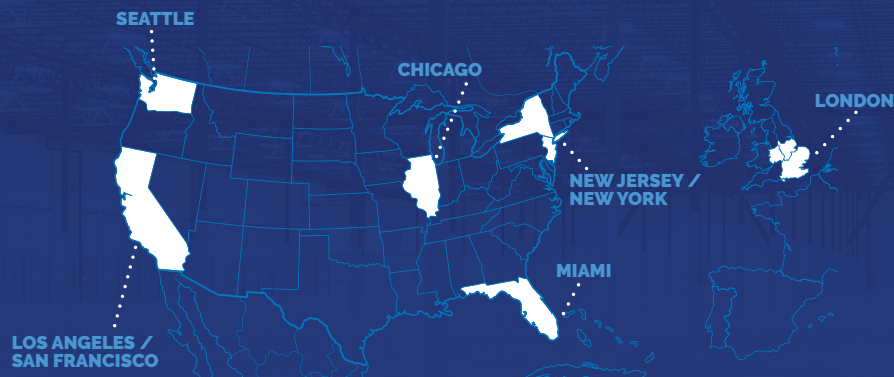 SEATTLE
CHICAGO
LONDON
NEW JERSEY /
NEW YORK
MIAMI
LOS ANGELES /
SAN FRANCISCO